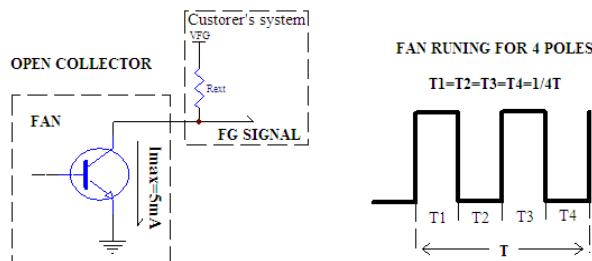 Custorer's system
VFG
Rext
FG SIGNAL
OPEN COLLECTOR
FAN
Imax=5mA
FAN RUNING FOR 4 POLES
T1=T2=T3=T4=1/4T
T1 T2 T3 T4
T